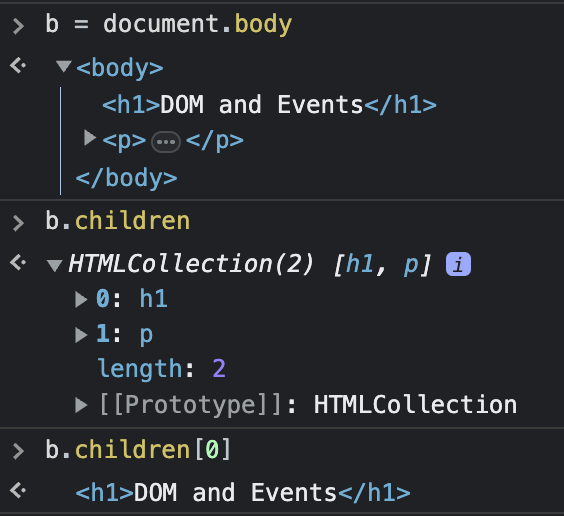 > b = document.body
<body>
<h1>DOM and Events</h1>
<p>…</p>
</body>
> b.children
HTMLCollection(2) [h1, p] i
0: h1
1: p
length: 2
[[Prototype]]: HTMLCollection
> b.children[0]
<h1>DOM and Events</h1>